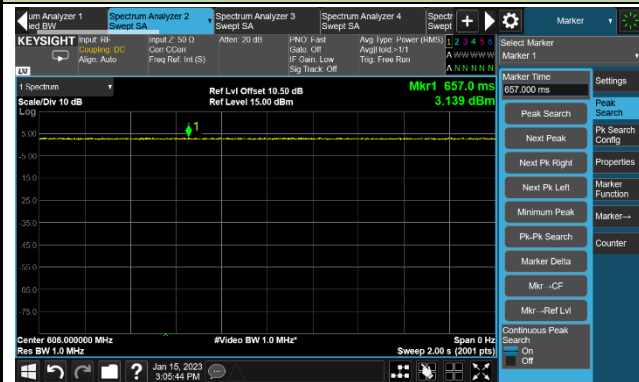 um Analyzer 1
ied BW
Spectrum Analyzer 2
Swept SA
Spectrum Analyzer 3
Swept SA
Spectrum Analyzer 4
Swept SA
Spectr
Swept
Marker
KEYSIGHT
Input: RF
Coupling: DC
Align: Auto
Input Z: 50 Ω
Corr CCorr
Freq Ref: Int (S)
Atten: 20 dB
PNO: Fast
Gate: Off
IF Gain: Low
Sig Track: Off
Avg Type: Power (RMS)
Avg|Hold:>1/1
Trig: Free Run
1 2 3 4 5 6
A W W W W W
A N N N N N
LXI
Select Marker
Marker 1
1 Spectrum
Scale/Div 10 dB
Log
Ref Lvl Offset 10.50 dB
Ref Level 15.00 dBm
Mkr1 657.0 ms
3.139 dBm
1
5.00
-5.00
-15.0
-25.0
-35.0
-45.0
-55.0
-65.0
-75.0
Center 606.000000 MHz
Res BW 1.0 MHz
#Video BW 1.0 MHz*
Span 0 Hz
Sweep 2.00 s (2001 pts)
Marker Time
657.000 ms
Peak Search
Next Peak
Next Pk Right
Next Pk Left
Minimum Peak
Pk-Pk Search
Marker Delta
Mkr→CF
Mkr→Ref Lvl
Continuous Peak
Search
On
Off
Settings
Peak
Search
Pk Search
Config
Properties
Marker
Function
Marker→
Counter
?
Jan 15, 2023
3:05:44 PM